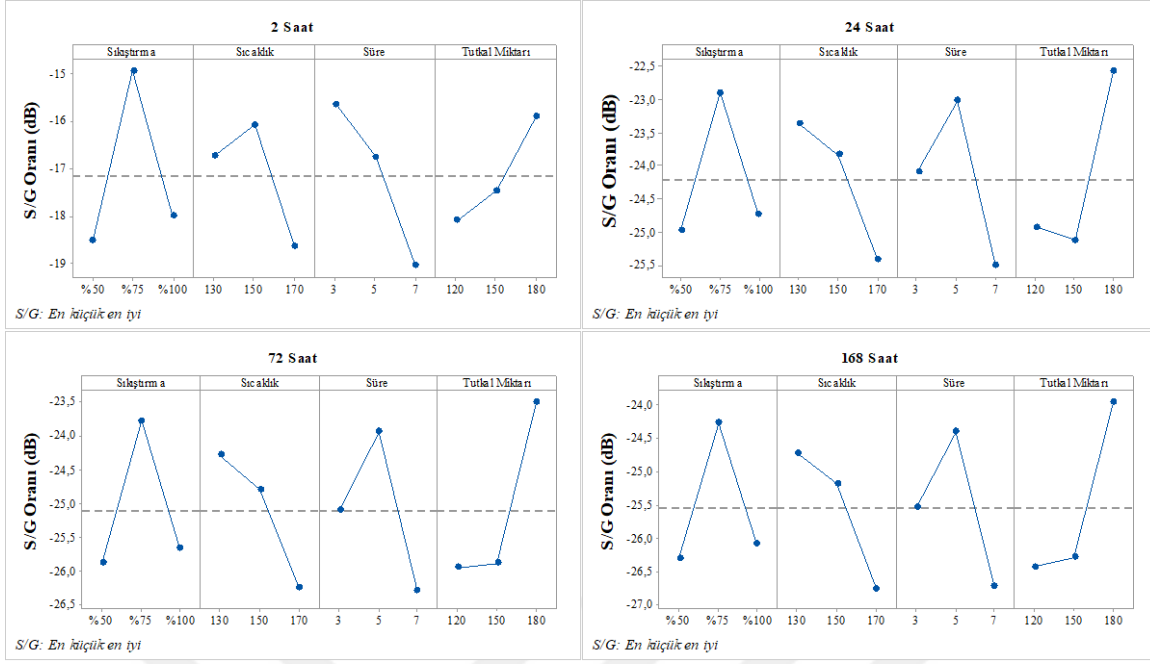 2 Saat
Sıkıştırma Sıcaklık Süre Tutkal Miktarı
S/G Oranı (dB)
-15
-16
-17
-18
-19
%50 %75 %100 130 150 170 3 5 7 120 150 180
S/G: En küçük en iyi
24 Saat
Sıkıştırma Sıcaklık Süre Tutkal Miktarı
S/G Oranı (dB)
-22,5
-23,0
-23,5
-24,0
-24,5
-25,0
-25,5
%50 %75 %100 130 150 170 3 5 7 120 150 180
S/G: En küçük en iyi
72 Saat
Sıkıştırma Sıcaklık Süre Tutkal Miktarı
S/G Oranı (dB)
-23,5
-24,0
-24,5
-25,0
-25,5
-26,0
-26,5
%50 %75 %100 130 150 170 3 5 7 120 150 180
S/G: En küçük en iyi
168 Saat
Sıkıştırma Sıcaklık Süre Tutkal Miktarı
S/G Oranı (dB)
-24,0
-24,5
-25,0
-25,5
-26,0
-26,5
-27,0
%50 %75 %100 130 150 170 3 5 7 120 150 180
S/G: En küçük en iyi